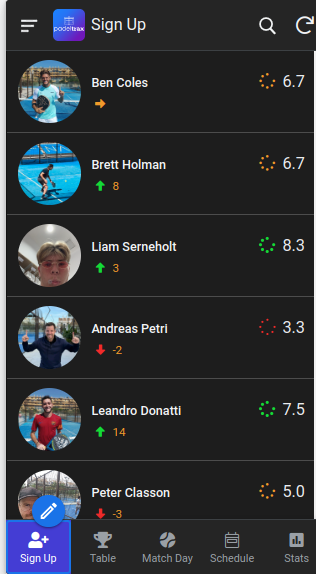 padeltrax
Sign Up
Ben Coles
6.7
Brett Holman
8
6.7
Liam Serneholt
3
8.3
Andreas Petri
-2
3.3
Leandro Donatti
14
7.5
Peter Classon
-3
5.0
Sign Up
Table
Match Day
Schedule
Stats